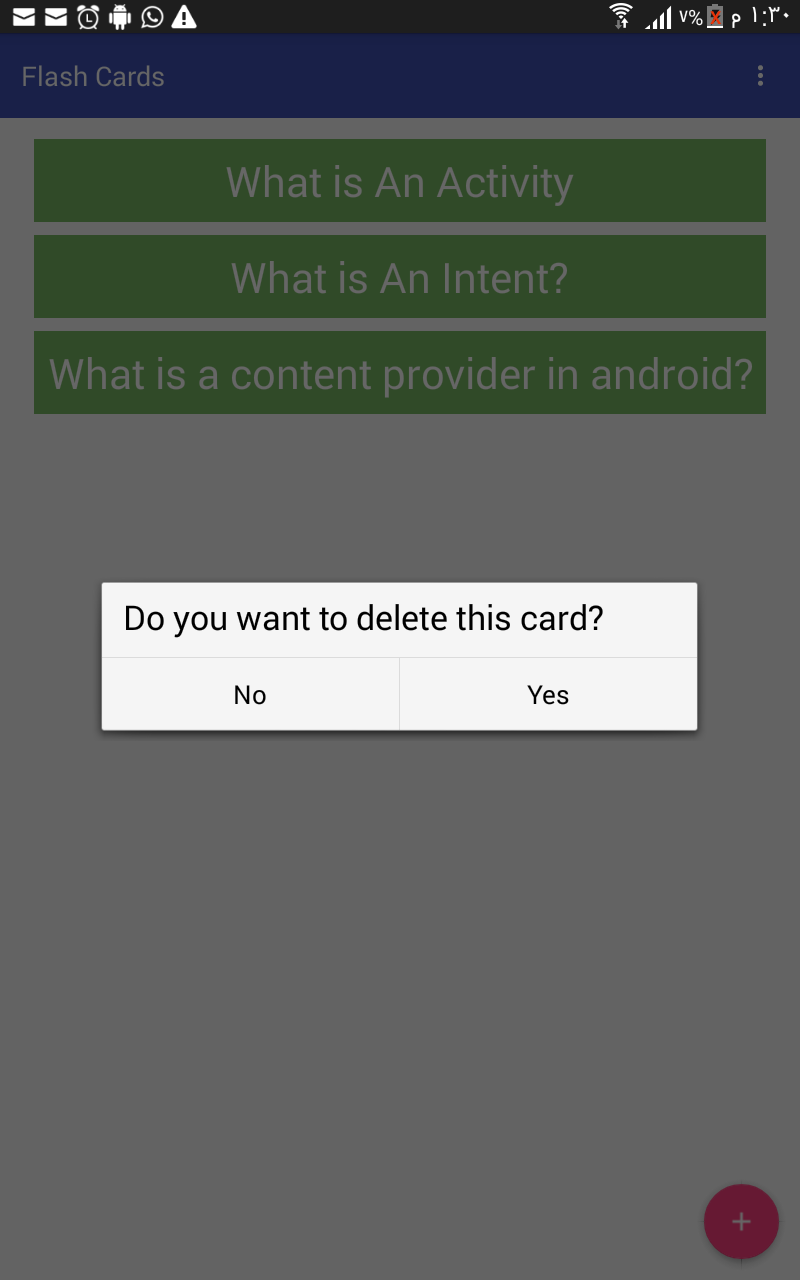 ٧% م ١:٣٠
Flash Cards
What is An Activity
What is An Intent?
What is a content provider in android?
Do you want to delete this card?
No
Yes
+